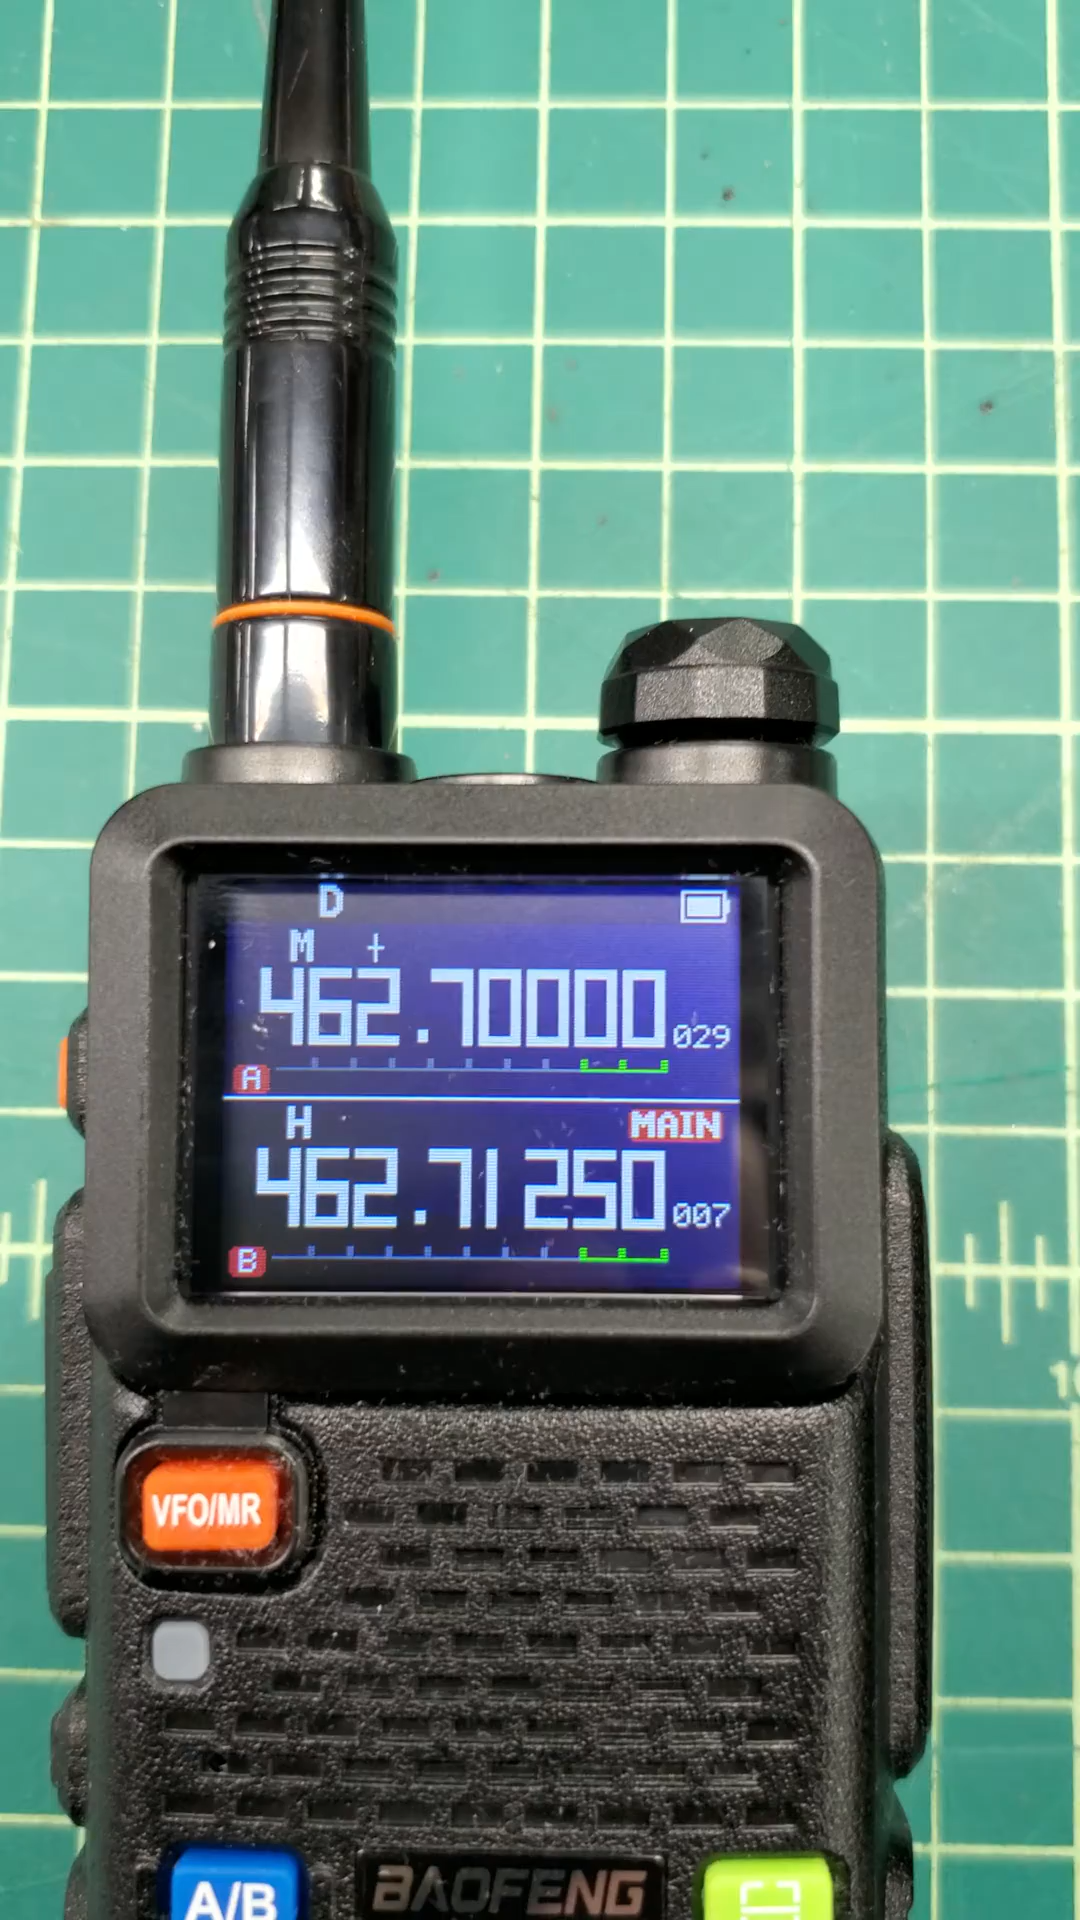 D
M +
462.70000 029
A
H MAIN
462.71250 007
B
VFO/MR
A/B
BAOFENG